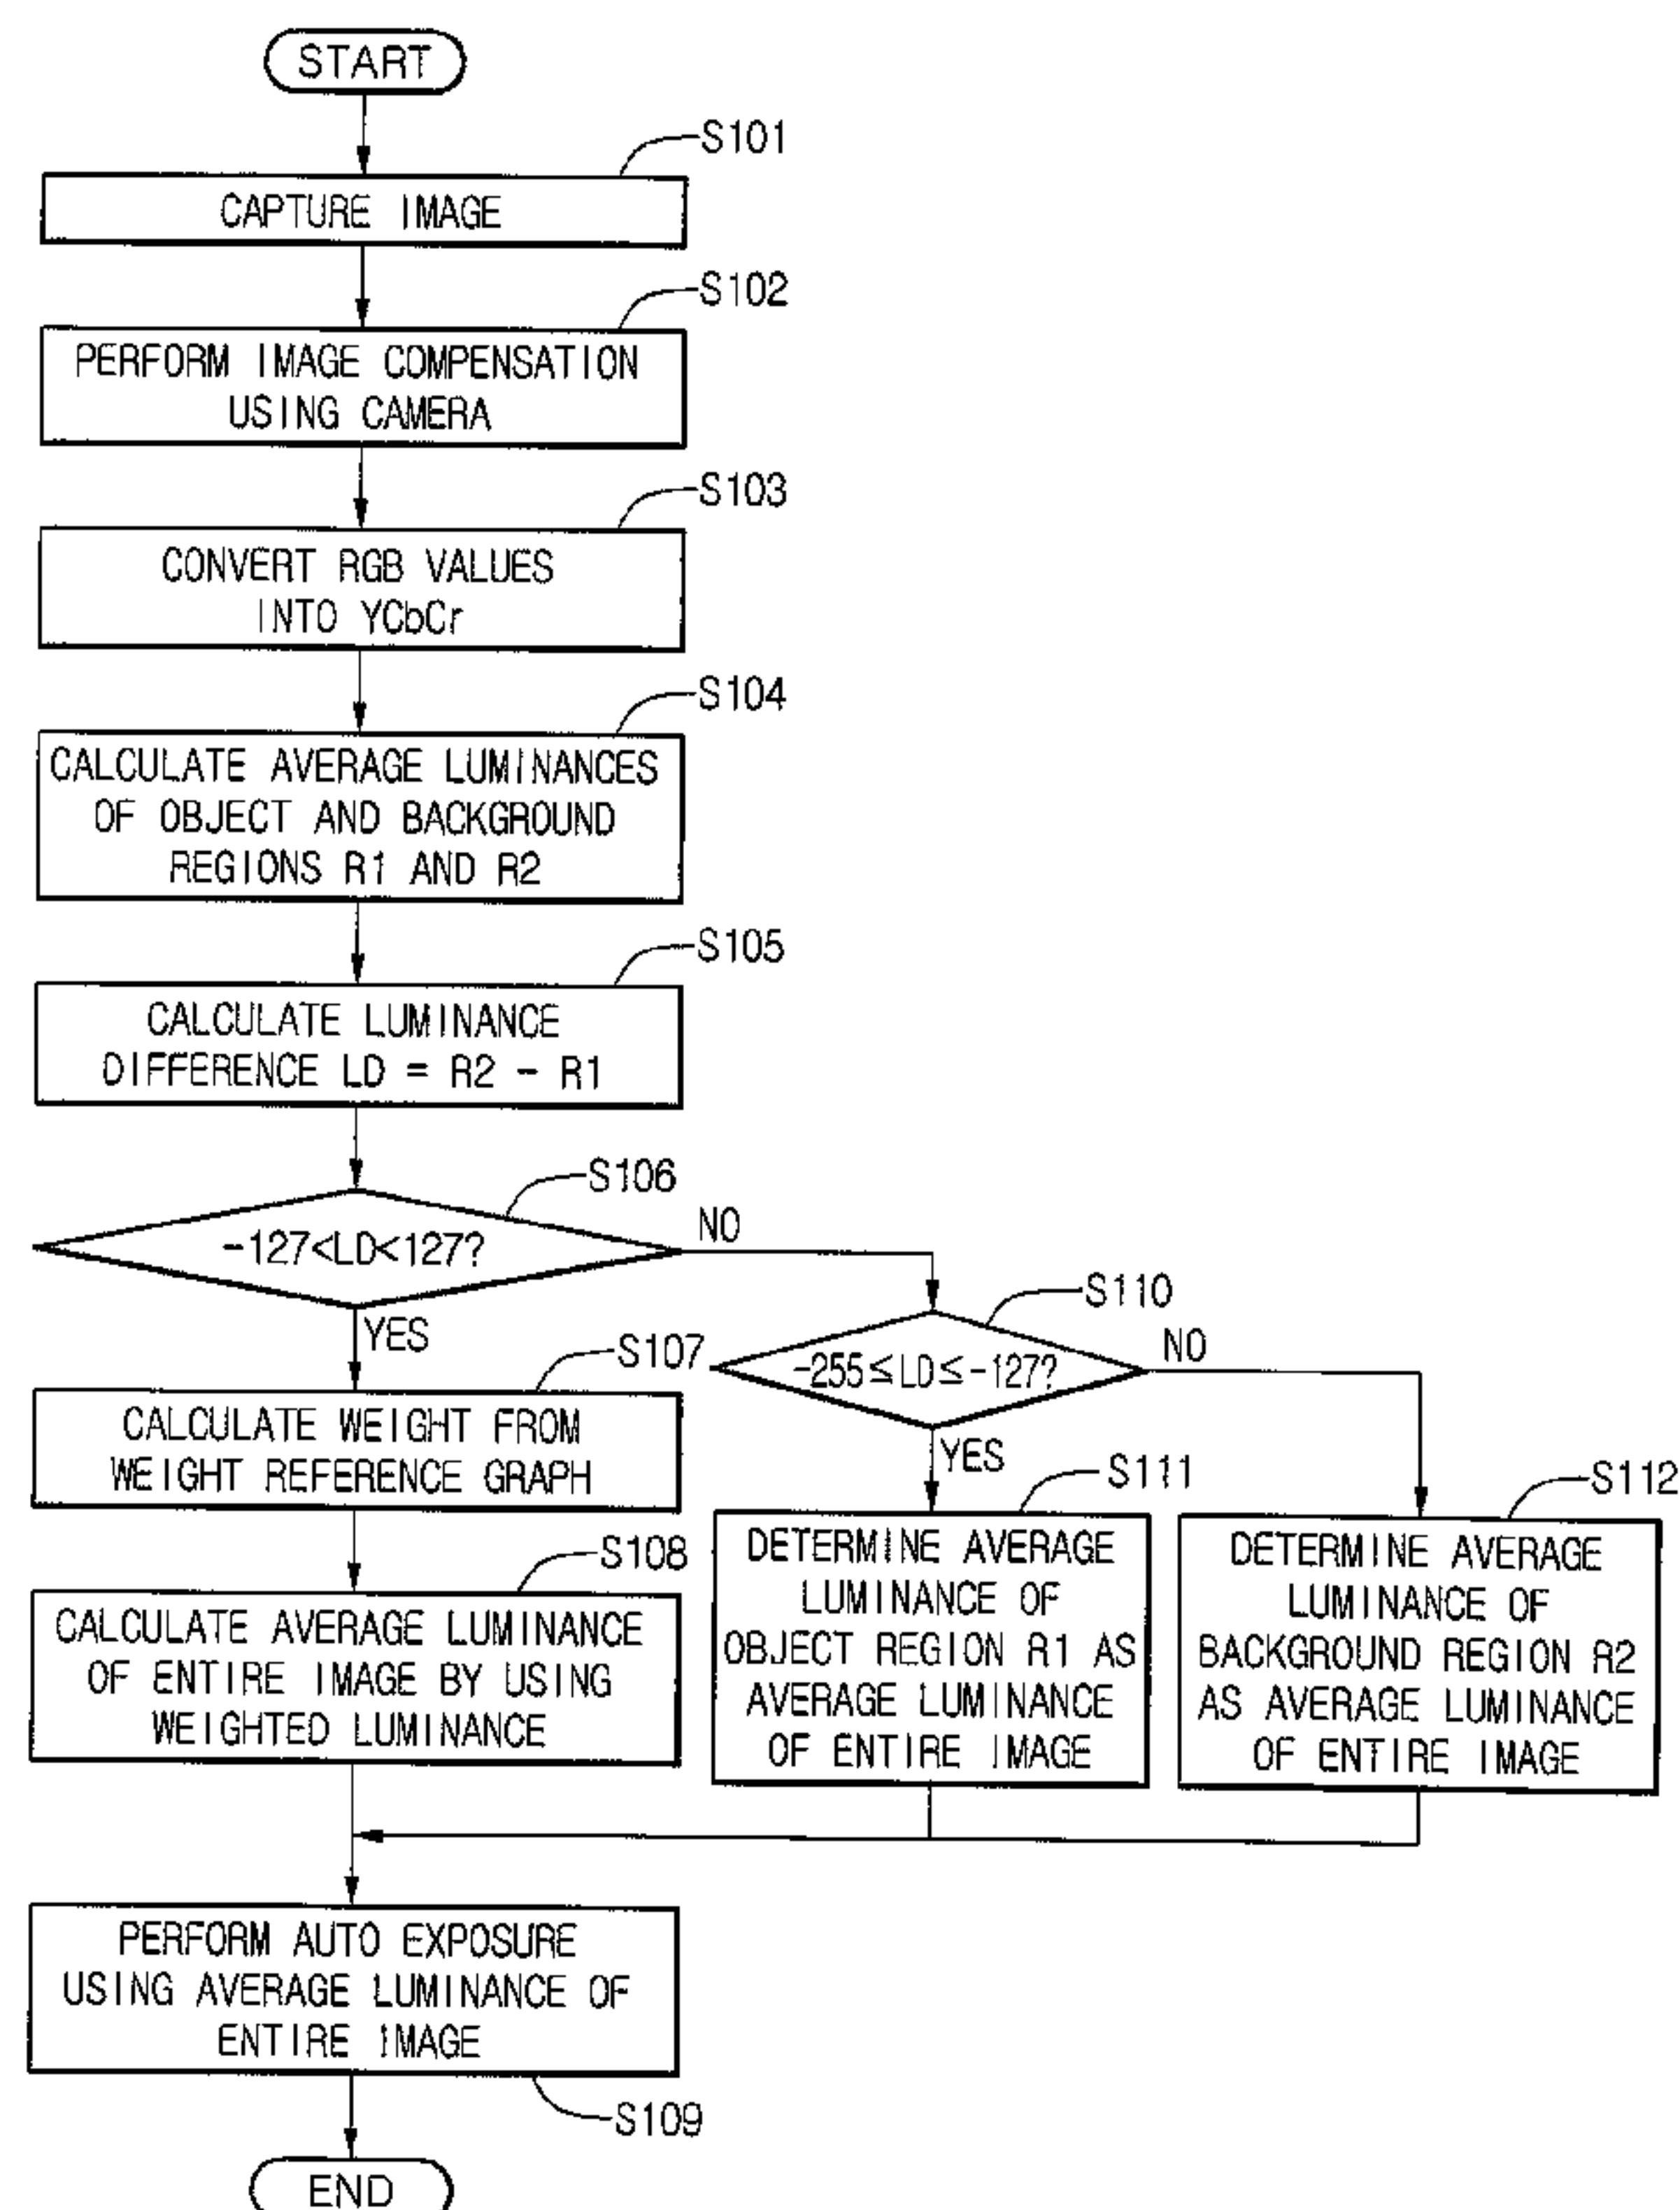 START
S101
CAPTURE IMAGE
S102
PERFORM IMAGE COMPENSATION
USING CAMERA
S103
CONVERT RGB VALUES
INTO YCbCr
S104
CALCULATE AVERAGE LUMINANCES
OF OBJECT AND BACKGROUND
REGIONS R1 AND R2
S105
CALCULATE LUMINANCE
DIFFERENCE LD = R2 - R1
S106
-127<LD<127?
NO
YES
S110
-255≤LD≤-127?
NO
YES
S107
CALCULATE WEIGHT FROM
WEIGHT REFERENCE GRAPH
S108
CALCULATE AVERAGE LUMINANCE
OF ENTIRE IMAGE BY USING
WEIGHTED LUMINANCE
S111
DETERMINE AVERAGE
LUMINANCE OF
OBJECT REGION R1 AS
AVERAGE LUMINANCE
OF ENTIRE IMAGE
S112
DETERMINE AVERAGE
LUMINANCE OF
BACKGROUND REGION R2
AS AVERAGE LUMINANCE
OF ENTIRE IMAGE
PERFORM AUTO EXPOSURE
USING AVERAGE LUMINANCE OF
ENTIRE IMAGE
S109
END